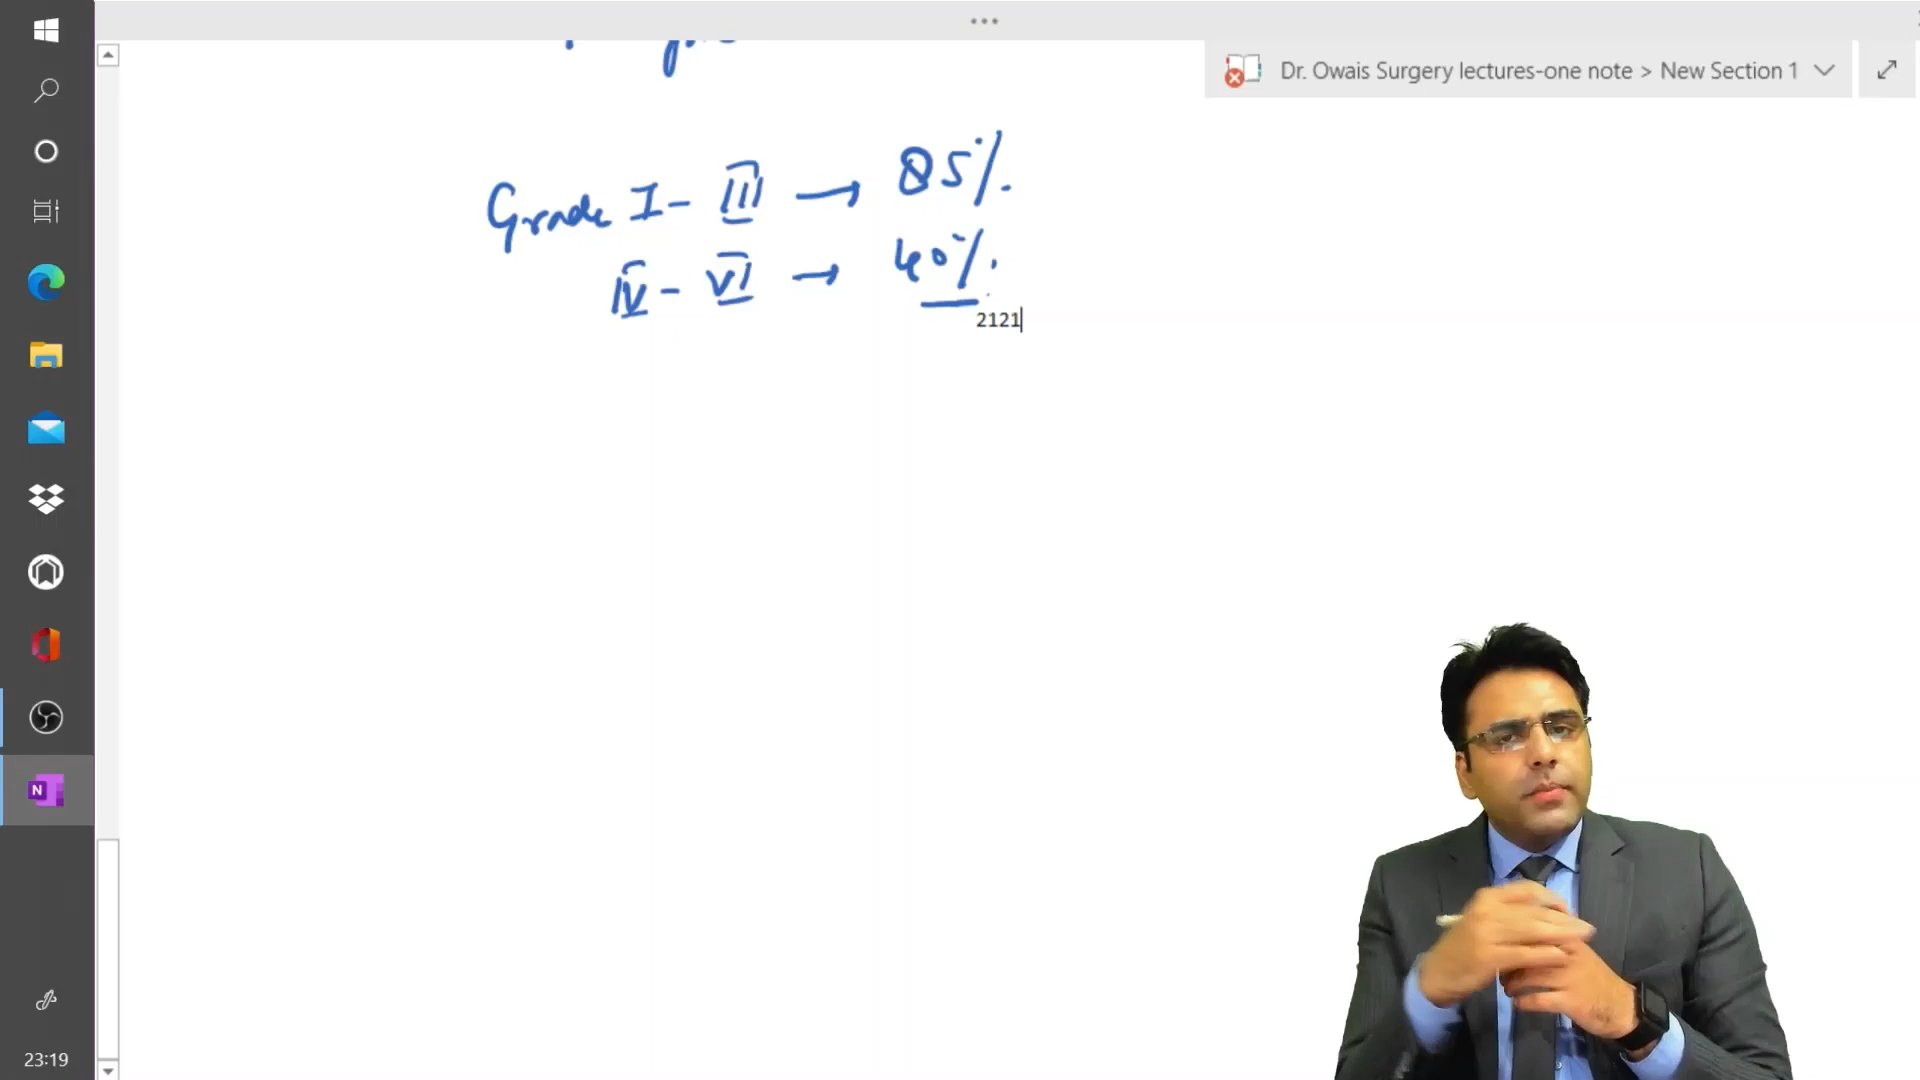 Dr. Owais Surgery lectures-one note > New Section 1
Grade I - III → 85%.
IV - VI → 40%.
2121
N
23:19